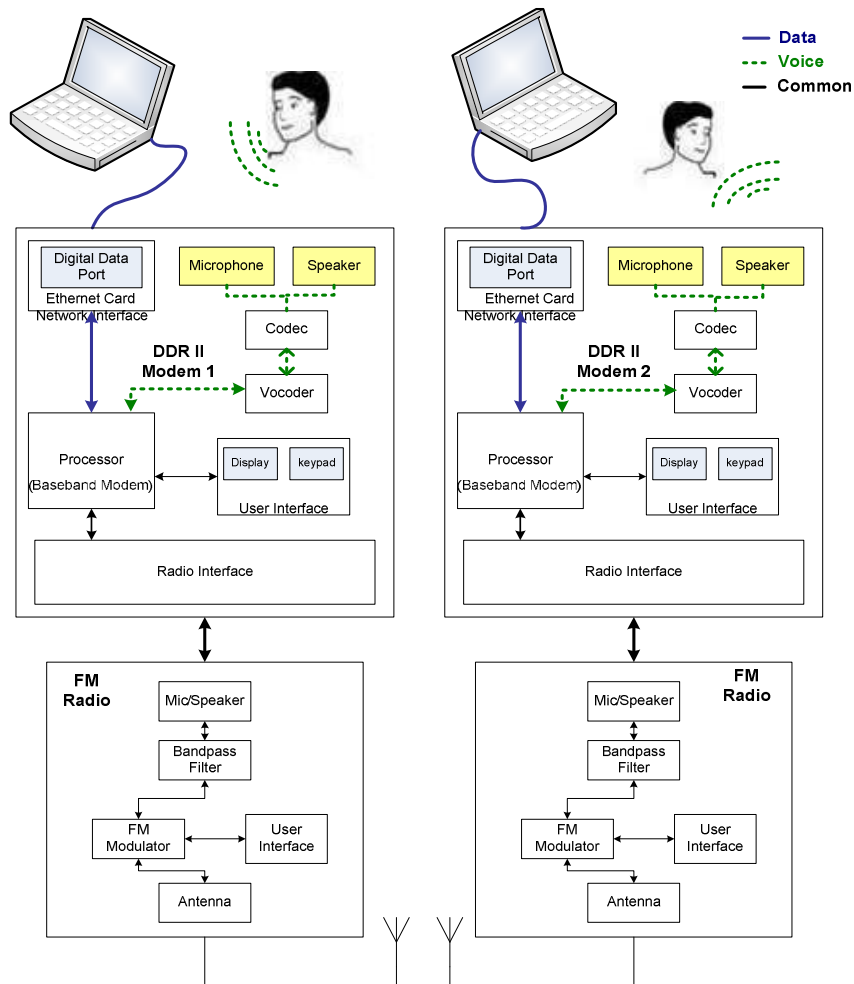 Data
Voice
Common
Digital Data
Port
Ethernet Card
Network Interface
Microphone
Speaker
Codec
DDR II
Modem 1
Vocoder
Processor
(Baseband Modem)
Display
keypad
User Interface
Radio Interface
Digital Data
Port
Ethernet Card
Network Interface
Microphone
Speaker
Codec
DDR II
Modem 2
Vocoder
Processor
(Baseband Modem)
Display
keypad
User Interface
Radio Interface
FM
Radio
Mic/Speaker
Bandpass
Filter
FM
Modulator
User
Interface
Antenna
FM
Radio
Mic/Speaker
Bandpass
Filter
FM
Modulator
User
Interface
Antenna